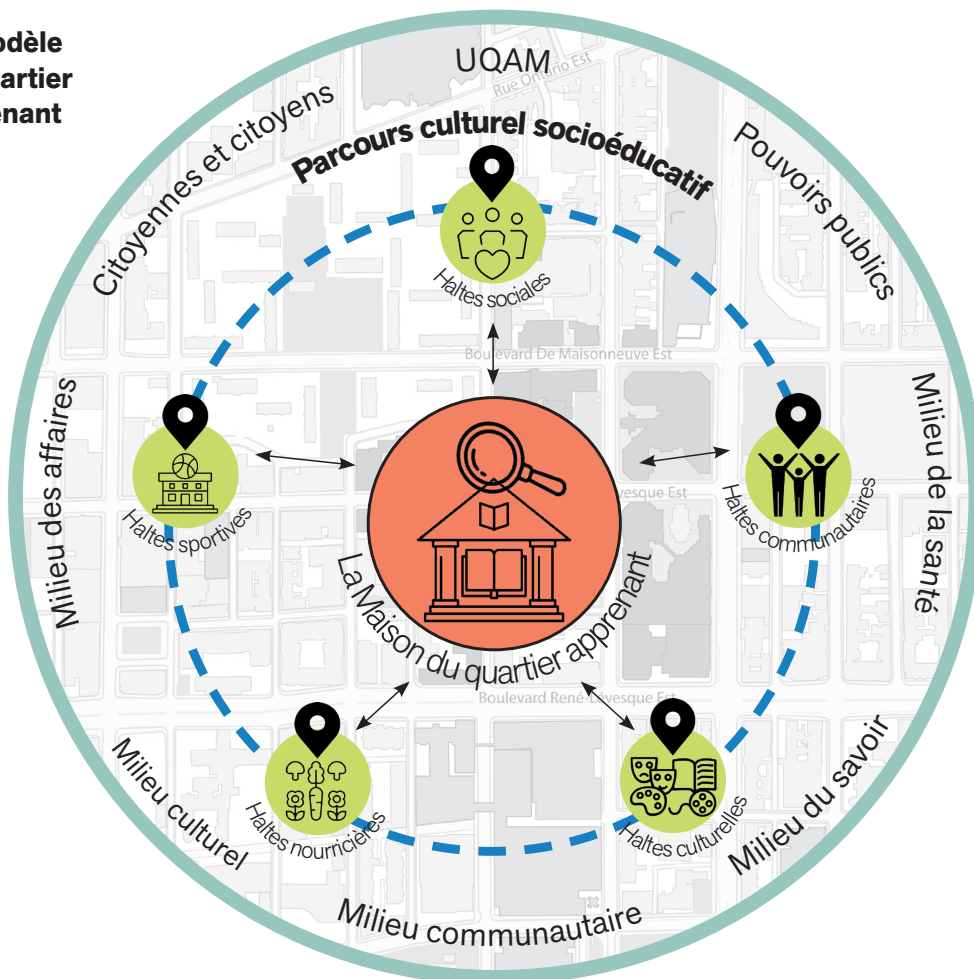 odèle
artier
enant
UQAM
Rue Ontario Est
Citoyennes et citoyens
Pouvoirs publics
Parcours culturel socioéducatif
Haltes sociales
Boulevard De Maisonneuve Est
Milieu des affaires
Milieu de la santé
Haltes sportives
Haltes communautaires
vesque Est
La Maison du quartier apprenant
Boulevard René-Lévesque Est
Haltes nourricières
Haltes culturelles
Milieu culturel
Milieu du savoir
Milieu communautaire